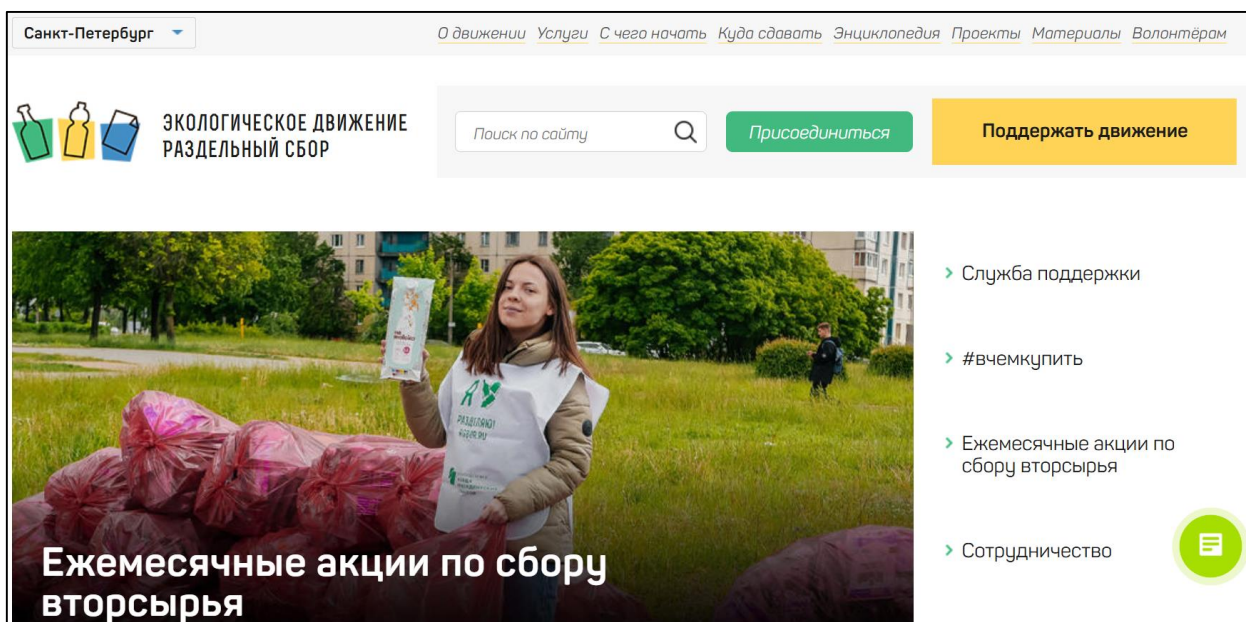 Санкт-Петербург
О движении Услуги С чего начать Куда сдавать Энциклопедия Проекты Материалы Волонтёрам
ЭКОЛОГИЧЕСКОЕ ДВИЖЕНИЕ
РАЗДЕЛЬНЫЙ СБОР
Поиск по сайту
Присоединиться
Поддержать движение
РАЗДЕЛЯЮ!
Ежемесячные акции по сбору
вторсырья
Служба поддержки
#вчемкупить
Ежемесячные акции по
сбору вторсырья
Сотрудничество